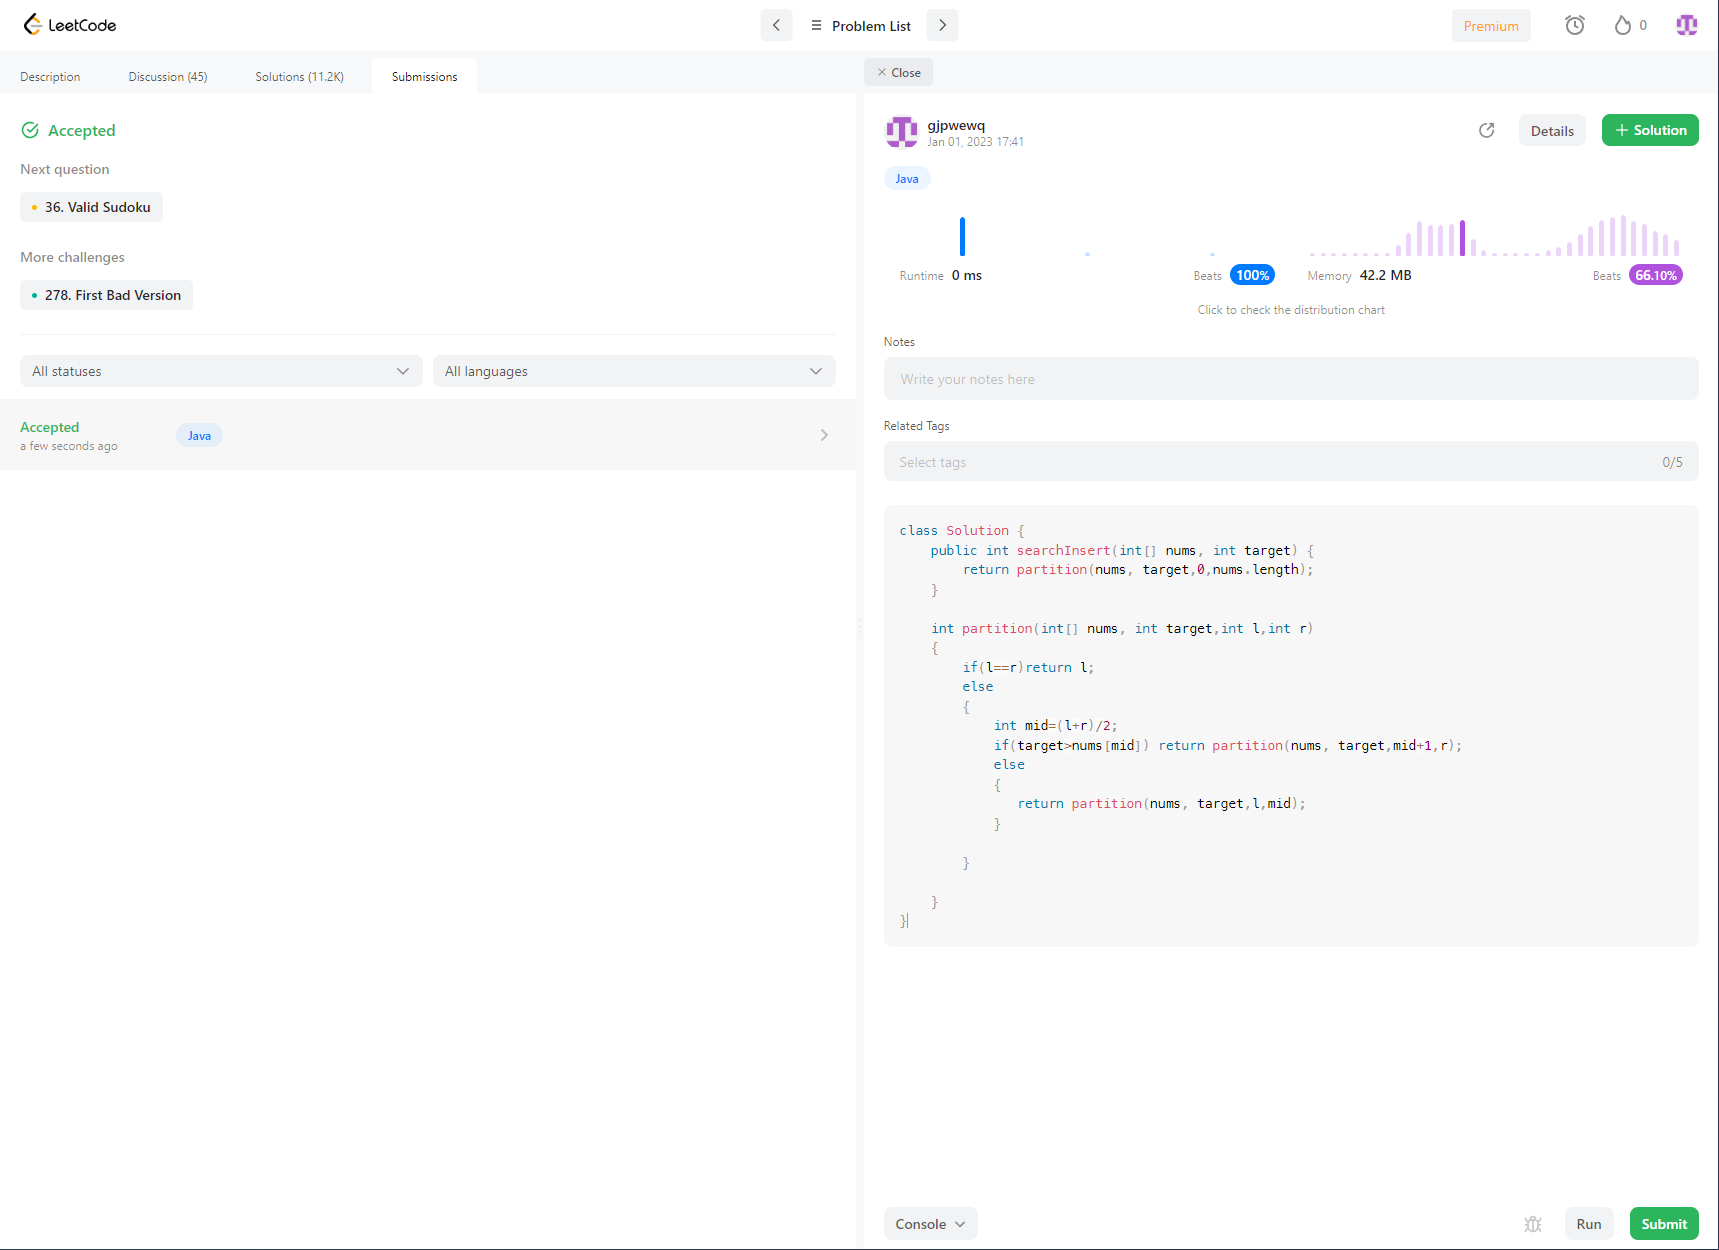 LeetCode
Problem List
Premium
0
Description
Discussion (45)
Solutions (11.2K)
Submissions
Accepted
Next question
36. Valid Sudoku
More challenges
278. First Bad Version
All statuses
All languages
Accepted
a few seconds ago
Java
× Close
gjpwewq
Jan 01, 2023 17:41
Details
+ Solution
Java
Runtime 0 ms
Beats 100%
Memory 42.2 MB
Beats 66.10%
Click to check the distribution chart
Notes
Write your notes here
Related Tags
Select tags
0/5
class Solution {
    public int searchInsert(int[] nums, int target) {
        return partition(nums, target,0,nums.length);
    }
    int partition(int[] nums, int target,int l,int r)
    {
        if(l==r)return l;
        else
        {
            int mid=(l+r)/2;
            if(target>nums[mid]) return partition(nums, target,mid+1,r);
            else
            {
               return partition(nums, target,l,mid);
            }
        }
    }
}
Console
Run
Submit